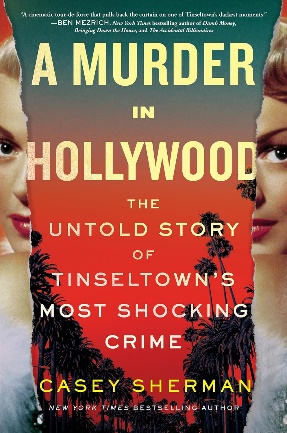 "A cinematic tour de force that pulls back the curtain on one of Tinseltown's darkest moments."
—BEN MEZRICH, New York Times bestselling author of Dumb Money,
Bringing Down the House, and The Accidental Billionaires
A MURDER
IN
HOLLYWOOD
THE
UNTOLD STORY
OF
TINSELTOWN'S
MOST SHOCKING
CRIME
CASEY SHERMAN
NEW YORK TIMES BESTSELLING AUTHOR